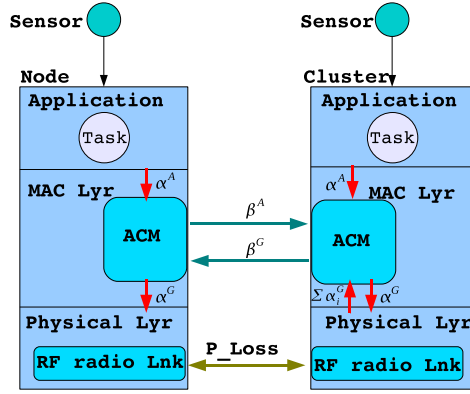 Sensor
Sensor
Node
Cluster
Application
Application
Task
Task
α^A
α^A
MAC Lyr
MAC Lyr
β^A
ACM
ACM
β^G
α^G
Σα_i^G
α^G
Physical Lyr
Physical Lyr
P_Loss
RF radio Lnk
RF radio Lnk